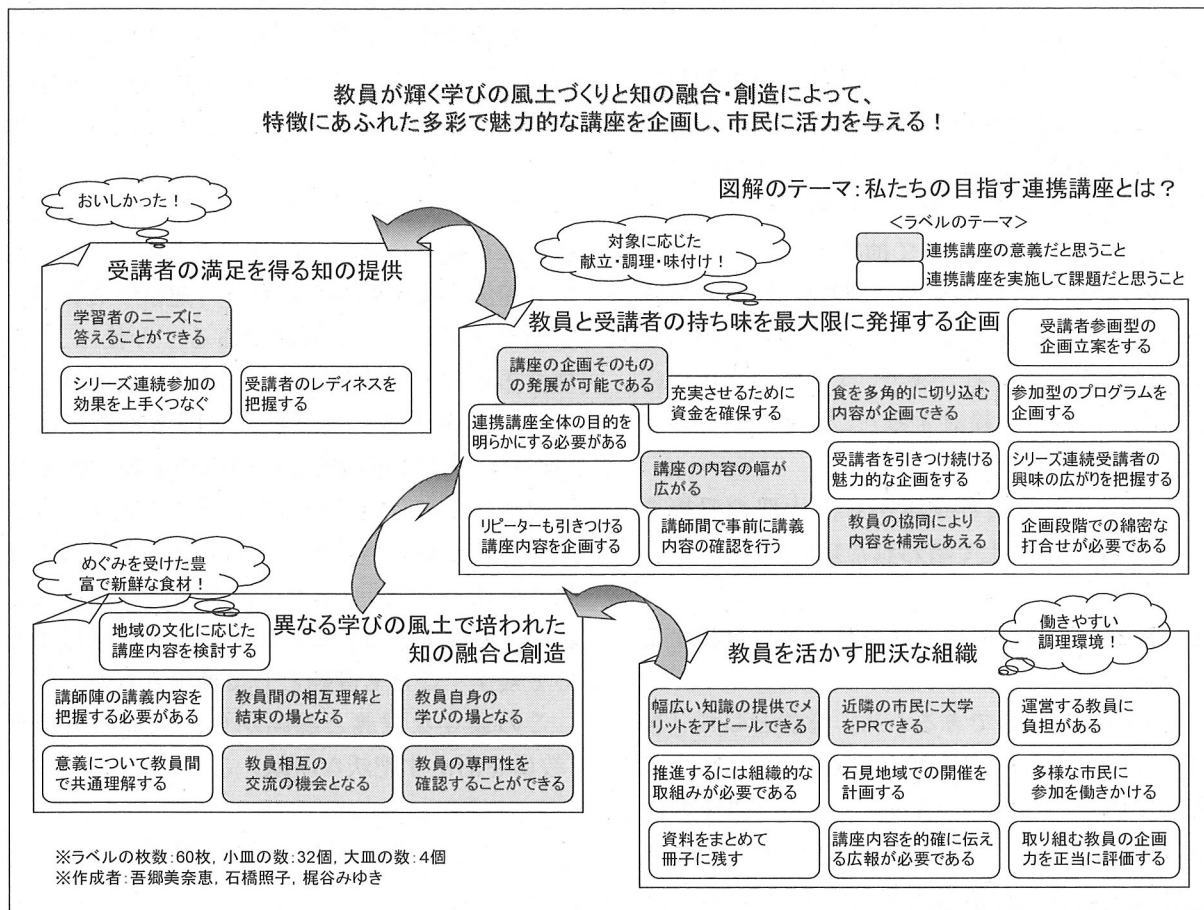 教員が輝く学びの風土づくりと知の融合・創造によって、
特徴にあふれた多彩で魅力的な講座を企画し、市民に活力を与える！
図解のテーマ：私たちの目指す連携講座とは？
＜ラベルのテーマ＞
連携講座の意義だと思うこと
連携講座を実施して課題だと思うこと
おいしかった！
受講者の満足を得る知の提供
学習者のニーズに
答えることができる
シリーズ連続参加の
効果を上手くつなぐ
受講者のレディネスを
把握する
対象に応じた
献立・調理・味付け！
教員と受講者の持ち味を最大限に発揮する企画
受講者参画型の
企画立案をする
講座の企画そのもの
の発展が可能である
充実させるために
資金を確保する
食を多角的に切り込む
内容が企画できる
参加型のプログラムを
企画する
連携講座全体の目的を
明らかにする必要がある
講座の内容の幅が
広がる
受講者を引きつけ続ける
魅力的な企画をする
シリーズ連続受講者の
興味の広がりを把握する
リピーターも引きつける
講座内容を企画する
講師間で事前に講義
内容の確認を行う
教員の協同により
内容を補完しあえる
企画段階での綿密な
打合せが必要である
めぐみを受けた豊
富で新鮮な食材！
異なる学びの風土で培われた
知の融合と創造
地域の文化に応じた
講座内容を検討する
講師陣の講義内容を
把握する必要がある
教員間の相互理解と
結束の場となる
教員自身の
学びの場となる
意義について教員間
で共通理解する
教員相互の
交流の機会となる
教員の専門性を
確認することができる
働きやすい
調理環境！
教員を活かす肥沃な組織
幅広い知識の提供でメ
リットをアピールできる
近隣の市民に大学
をPRできる
運営する教員に
負担がある
推進するには組織的な
取組みが必要である
石見地域での開催を
計画する
多様な市民に
参加を働きかける
資料をまとめて
冊子に残す
講座内容を的確に伝え
る広報が必要である
取り組む教員の企画
力を正当に評価する
※ラベルの枚数：60枚，小皿の数：32個，大皿の数：4個
※作成者：吾郷美奈恵，石橋照子，梶谷みゆき